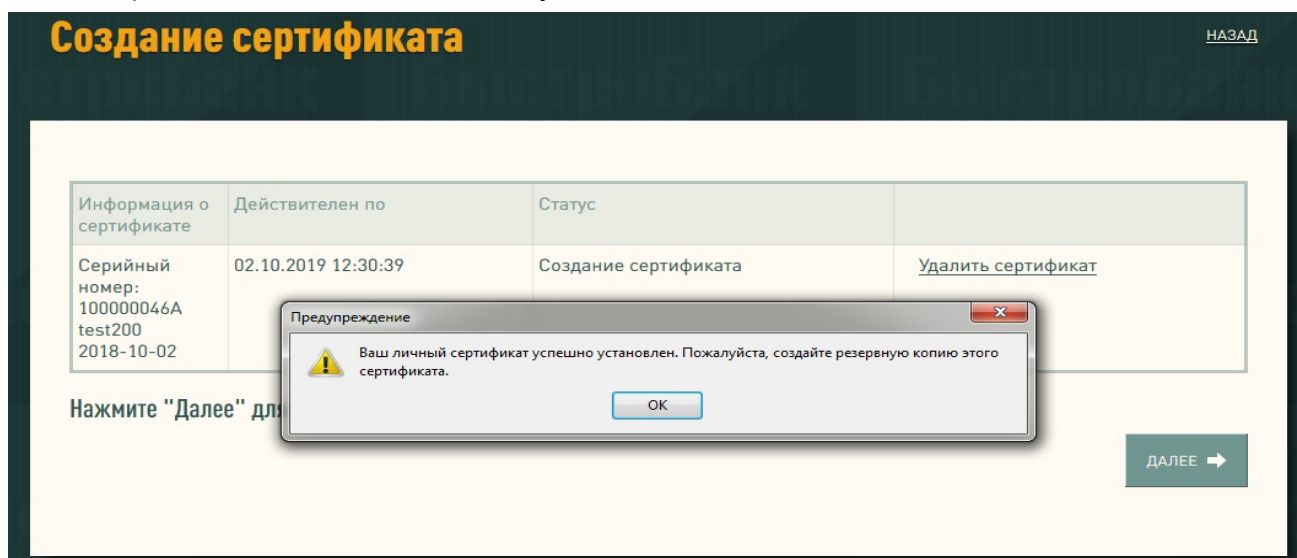 Создание сертификата
НАЗАД
Информация о
сертификате
Действителен по
Статус
Серийный
номер:
100000046A
test200
2018-10-02
02.10.2019 12:30:39
Создание сертификата
Удалить сертификат
Предупреждение
Ваш личный сертификат успешно установлен. Пожалуйста, создайте резервную копию этого
сертификата.
OK
Нажмите "Далее" для
ДАЛЕЕ